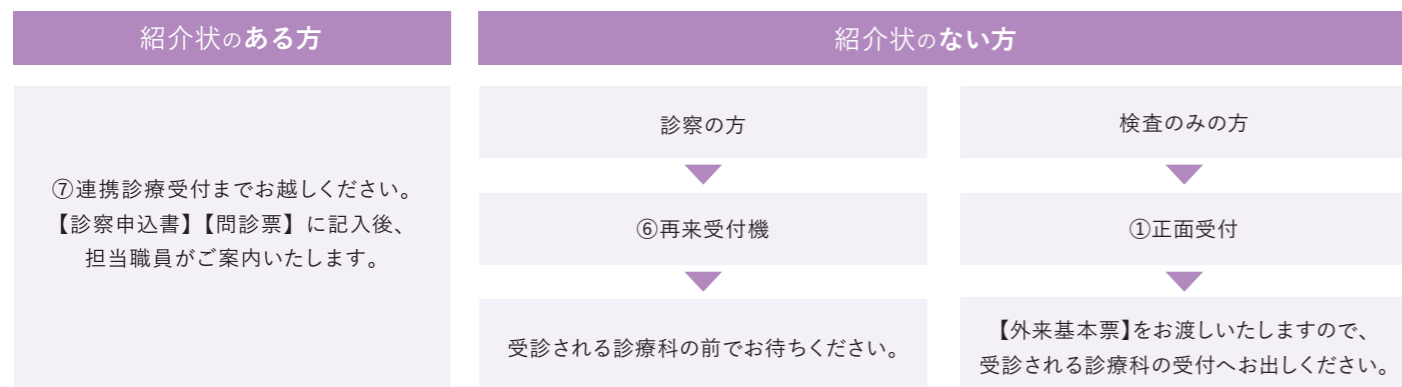 紹介状のある方
⑦連携診療受付までお越しください。
【診察申込書】【問診票】に記入後、
担当職員がご案内いたします。
紹介状のない方
診察の方
⑥再来受付機
受診される診療科の前でお待ちください。
検査のみの方
①正面受付
【外来基本票】をお渡しいたしますので、
受診される診療科の受付へお出しください。